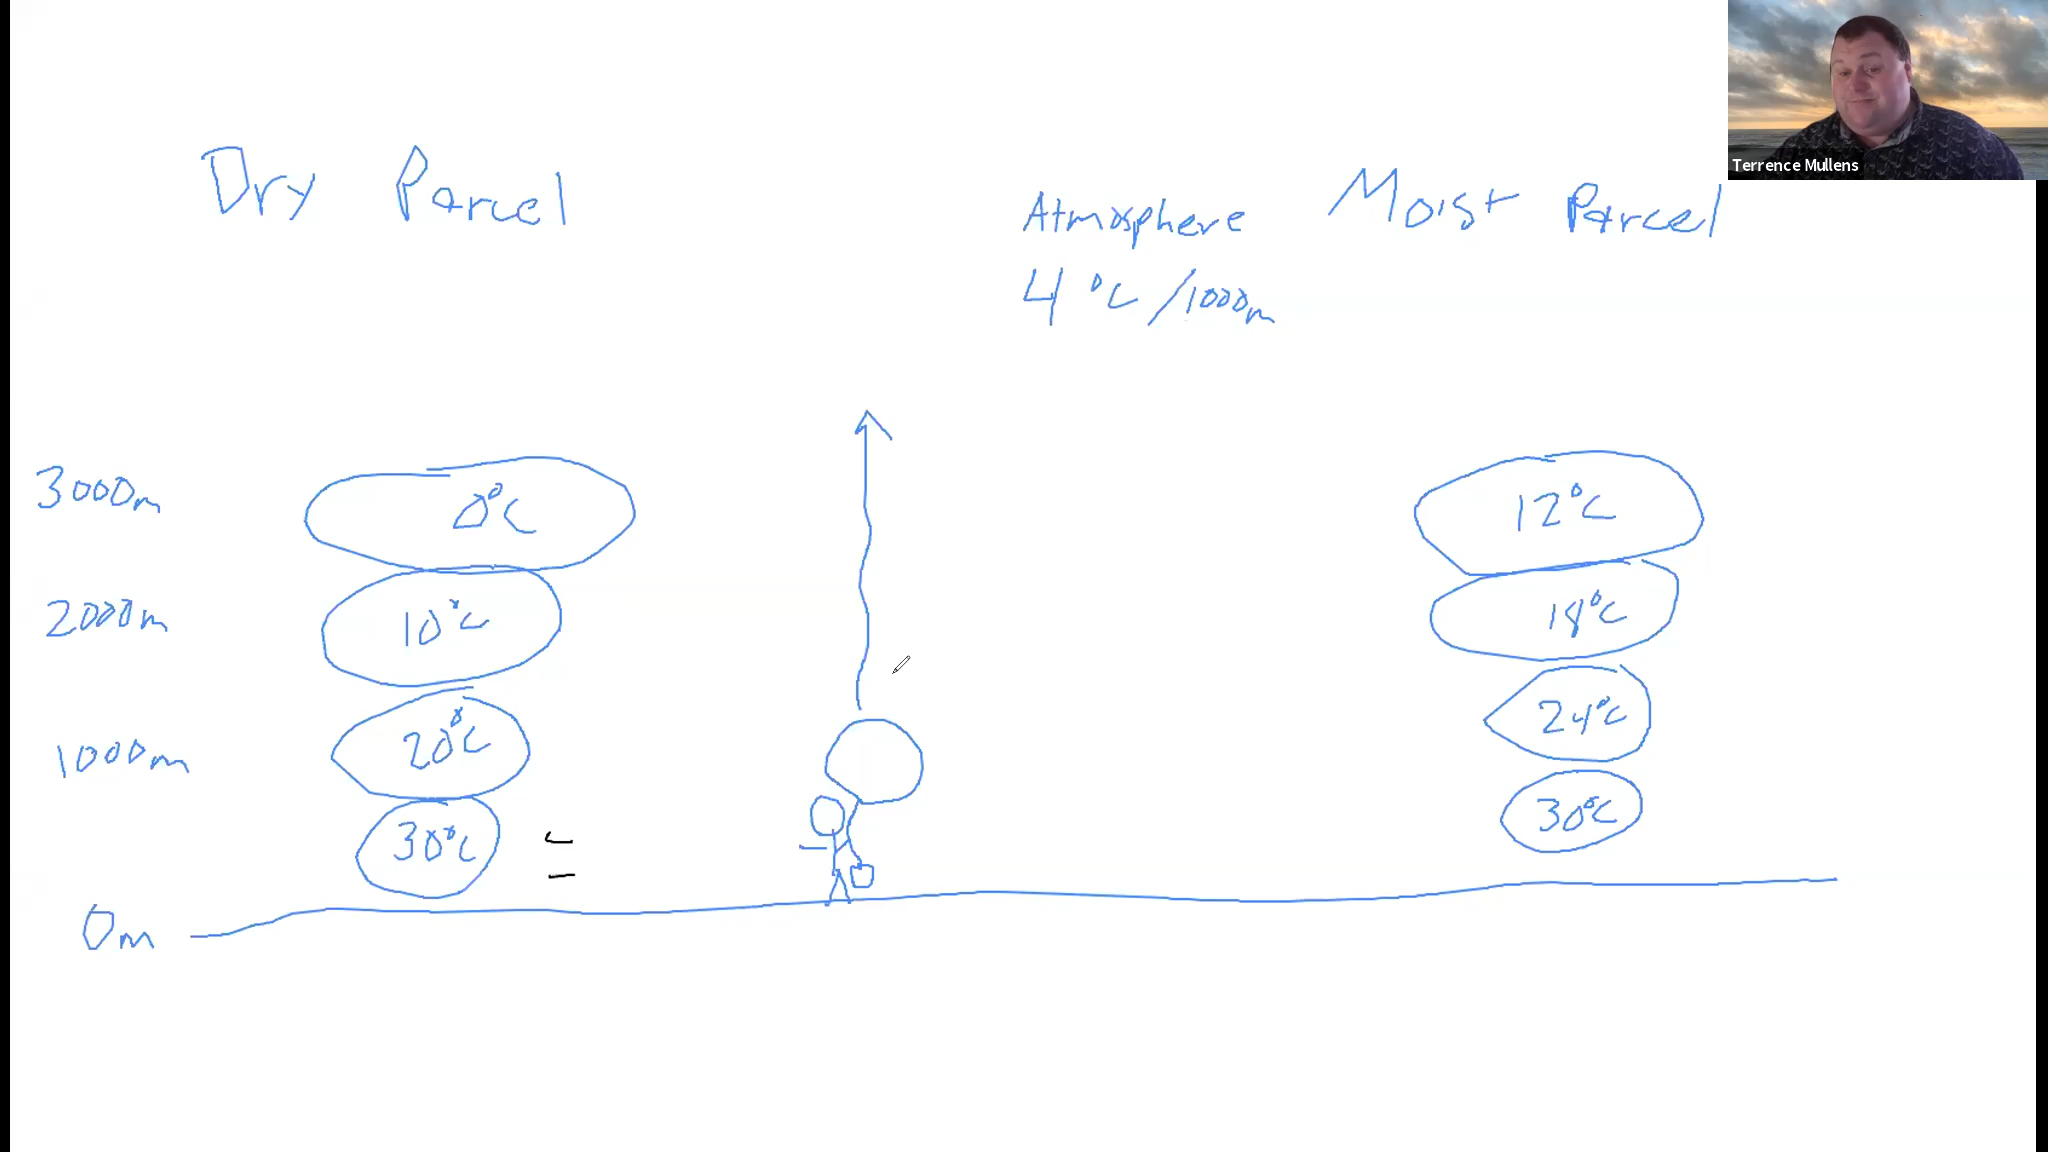 Terrence Mullens
Dry Parcel
Atmosphere
Moist Parcel
4°C/1000m
3000m
0°C
12°C
2000m
10°C
18°C
1000m
20°C
24°C
30°C
30°C
0m